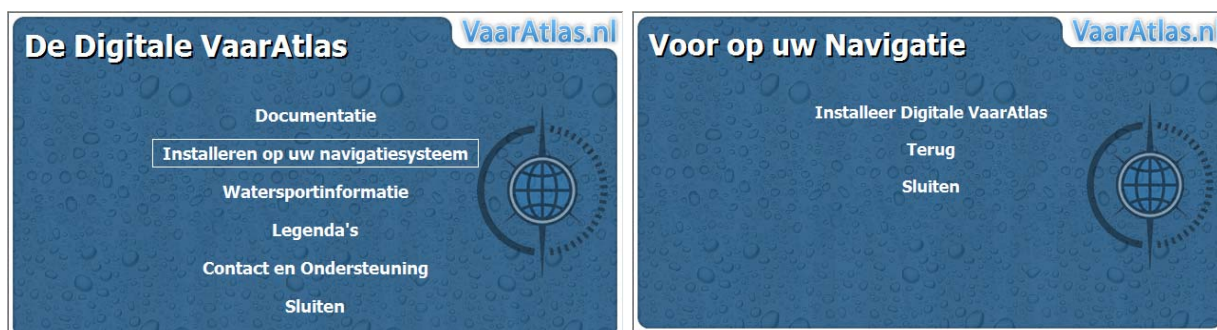 De Digitale VaarAtlas
VaarAtlas.nl
Documentatie
Installeren op uw navigatiesysteem
Watersportinformatie
Legenda's
Contact en Ondersteuning
Sluiten
Voor op uw Navigatie
VaarAtlas.nl
Installeer Digitale VaarAtlas
Terug
Sluiten